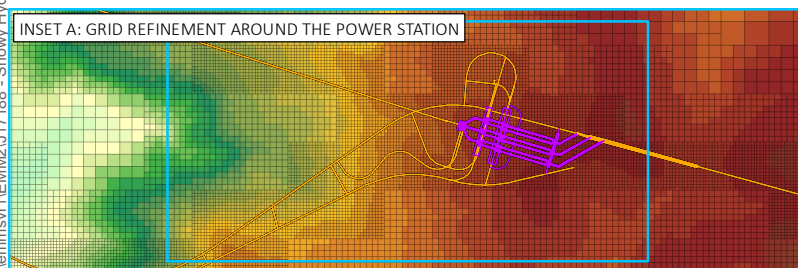 INSET A: GRID REFINEMENT AROUND THE POWER STATION